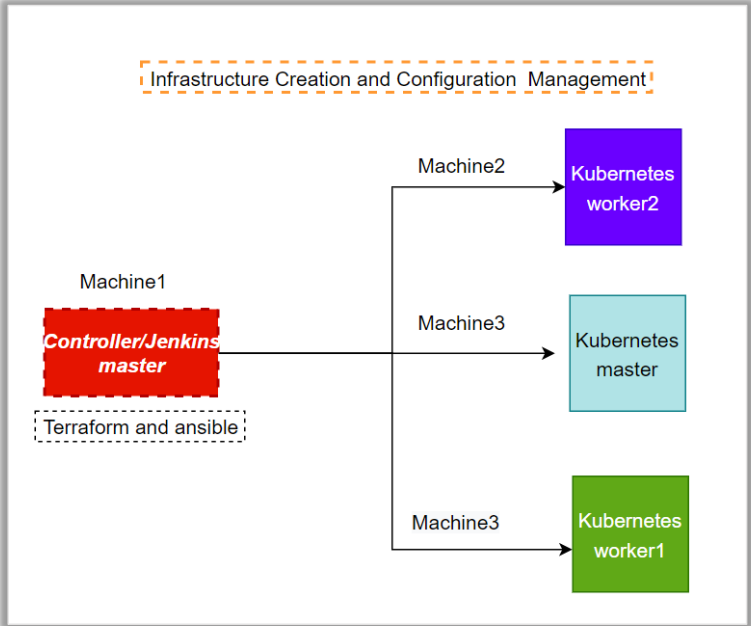 Infrastructure Creation and Configuration Management
Machine2
Kubernetes
worker2
Machine1
Controller/Jenkins
master
Terraform and ansible
Machine3
Kubernetes
master
Machine3
Kubernetes
worker1